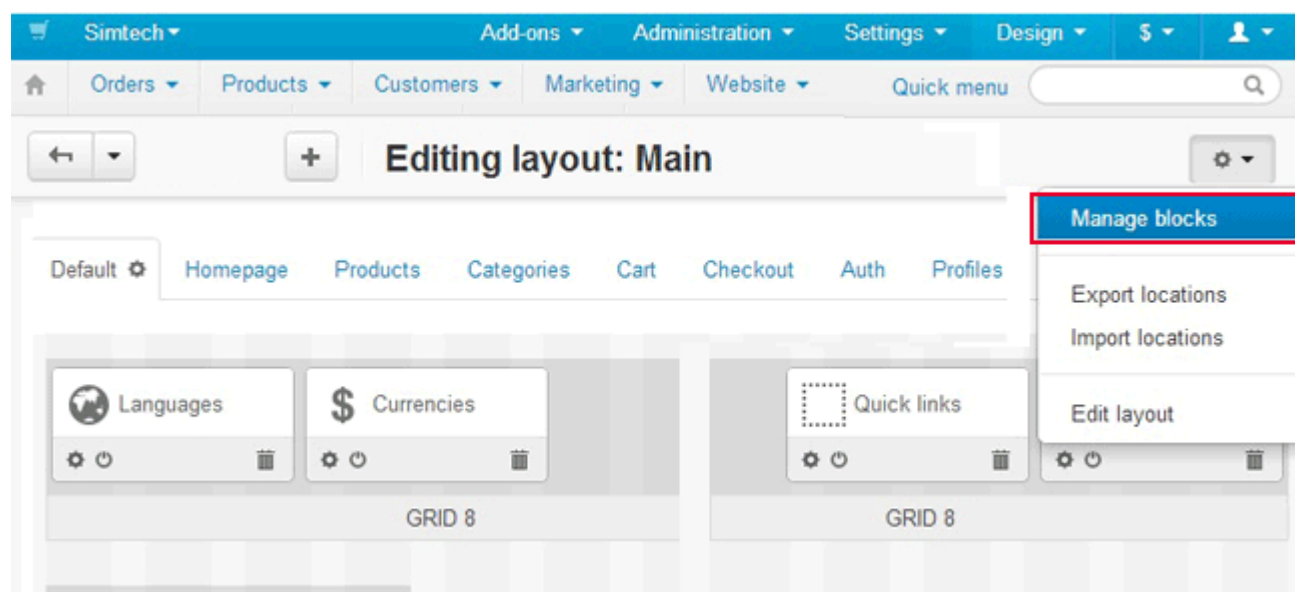 Simtech Add-ons Administration Settings Design $
Orders Products Customers Marketing Website Quick menu
Editing layout: Main
Manage blocks
Default Homepage Products Categories Cart Checkout Auth Profiles
Export locations
Import locations
Languages $ Currencies Quick links
Edit layout
GRID 8 GRID 8